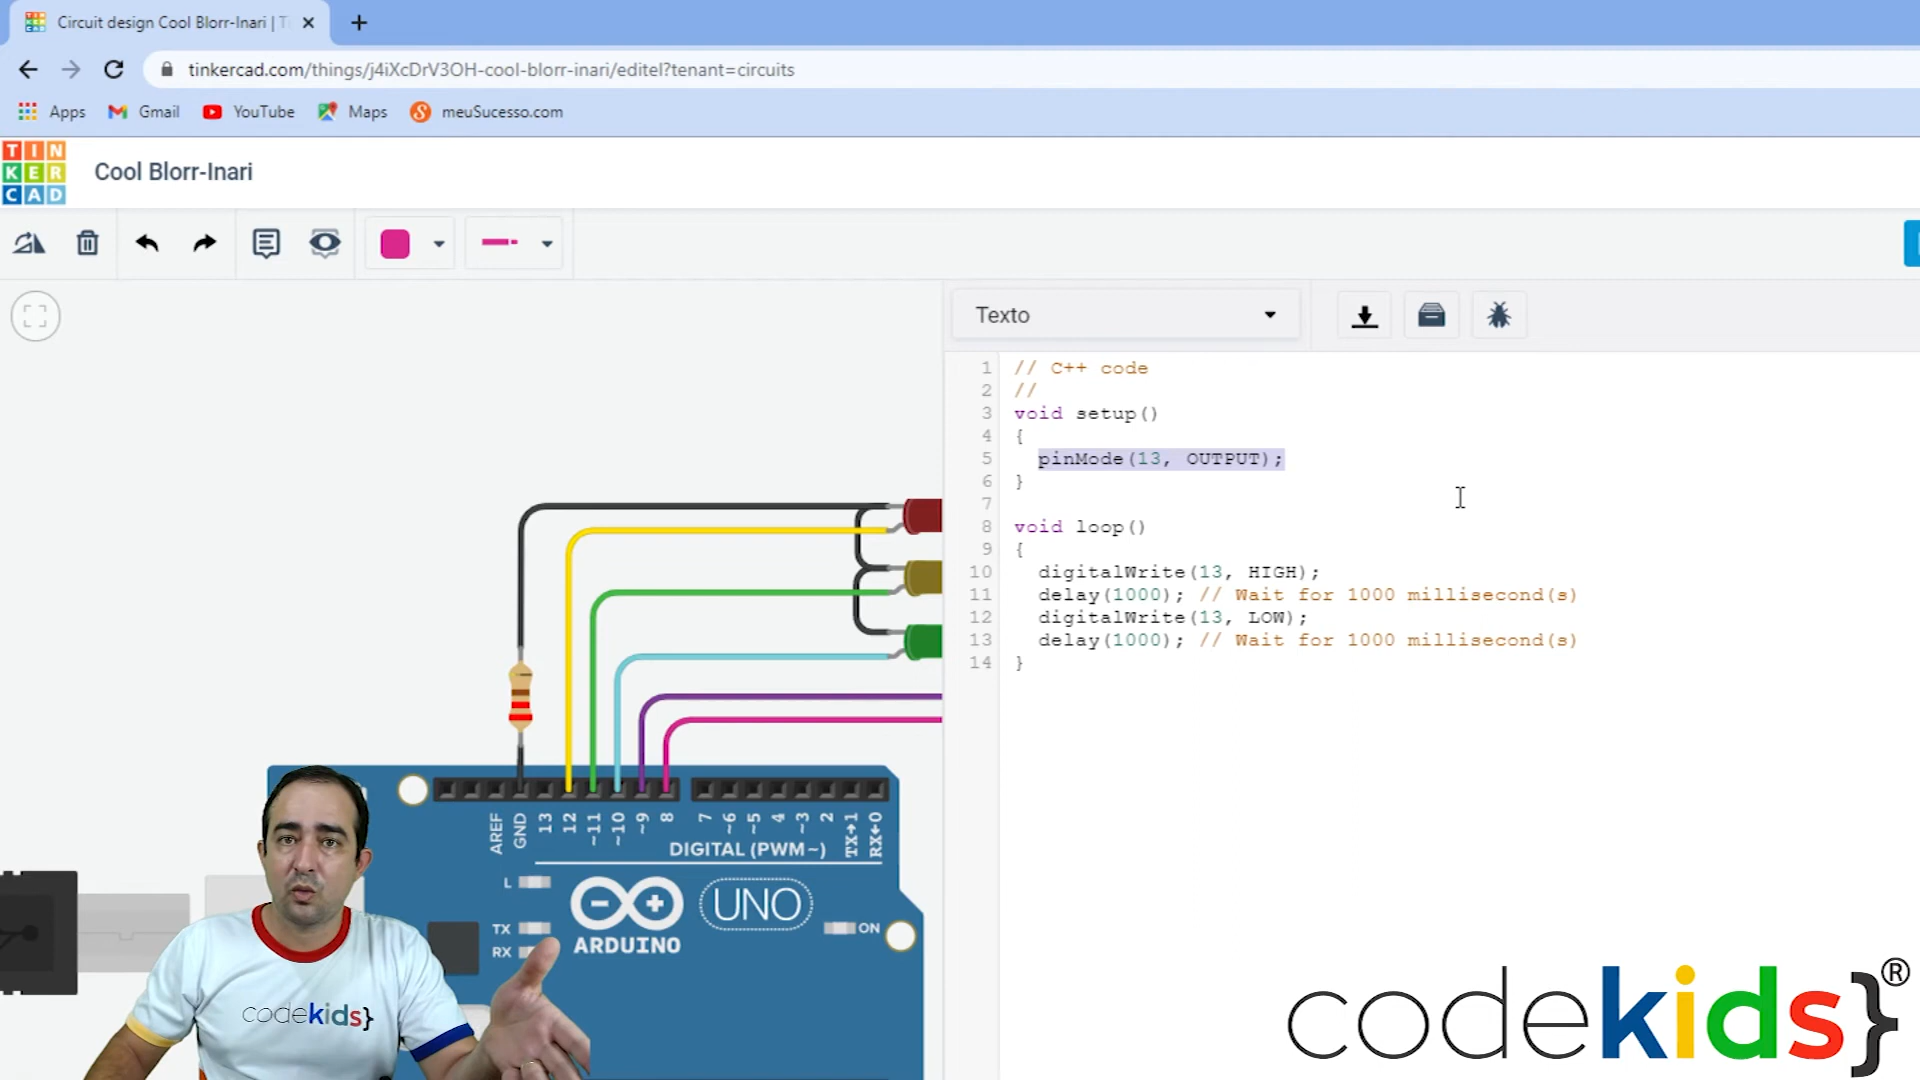 Circuit design Cool Blorr-Inari | T
tinkercad.com/things/j4iXcDrV3OH-cool-blorr-inari/editel?tenant=circuits
Apps Gmail YouTube Maps meuSucesso.com
TIN
KER
CAD
Cool Blorr-Inari
Texto
1 // C++ code
2 //
3 void setup()
4 {
5 pinMode(13, OUTPUT);
6 }
7
8 void loop()
9 {
10 digitalWrite(13, HIGH);
11 delay(1000); // Wait for 1000 millisecond(s)
12 digitalWrite(13, LOW);
13 delay(1000); // Wait for 1000 millisecond(s)
14 }
AREF GND 13 12 ~11 ~10 ~9 8 7 ~6 ~5 4 ~3 2 TX→1 RX←0
DIGITAL (PWM~)
L
TX
RX
UNO
ARDUINO
ON
codekids}
codekids}®